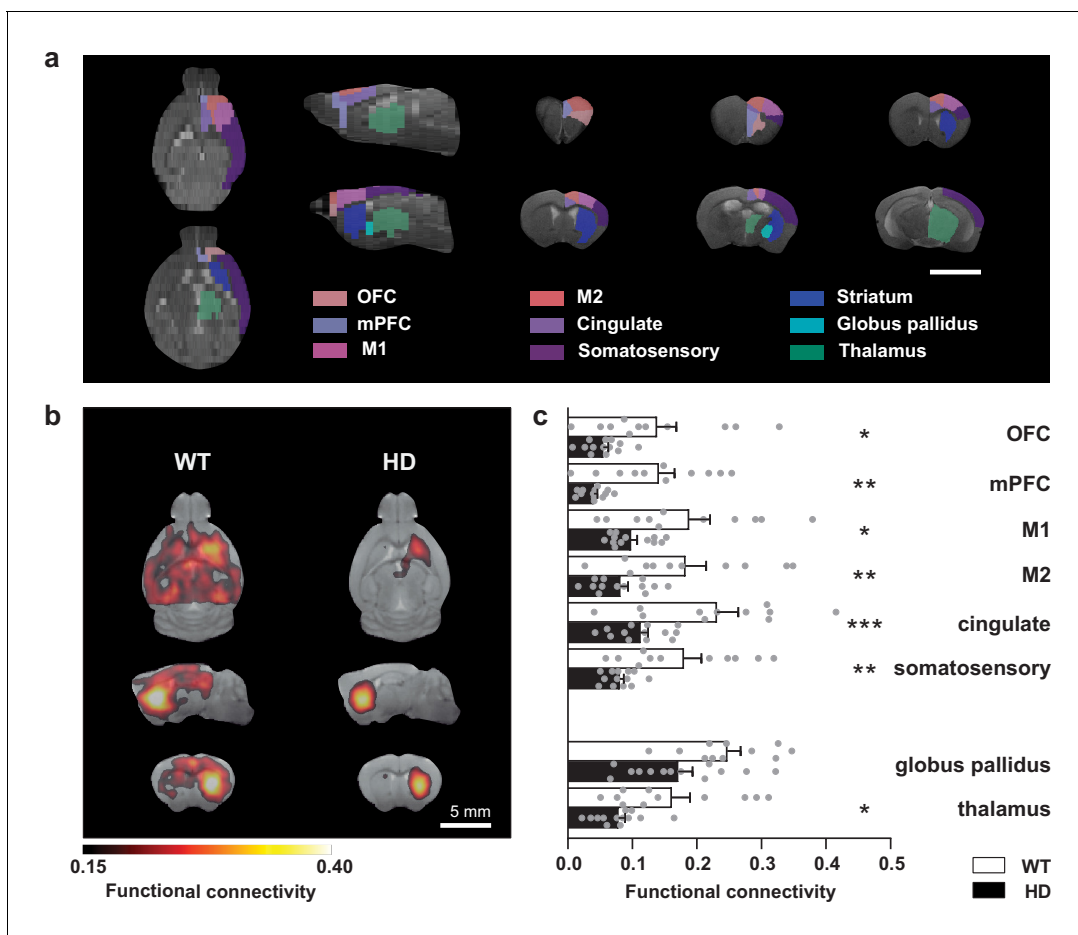 a
OFC
mPFC
M1
M2
Cingulate
Somatosensory
Striatum
Globus pallidus
Thalamus
b
WT
HD
5 mm
0.15
0.40
Functional connectivity
c
* OFC
** mPFC
* M1
** M2
*** cingulate
** somatosensory
globus pallidus
* thalamus
0.0 0.1 0.2 0.3 0.4 0.5
Functional connectivity
WT
HD